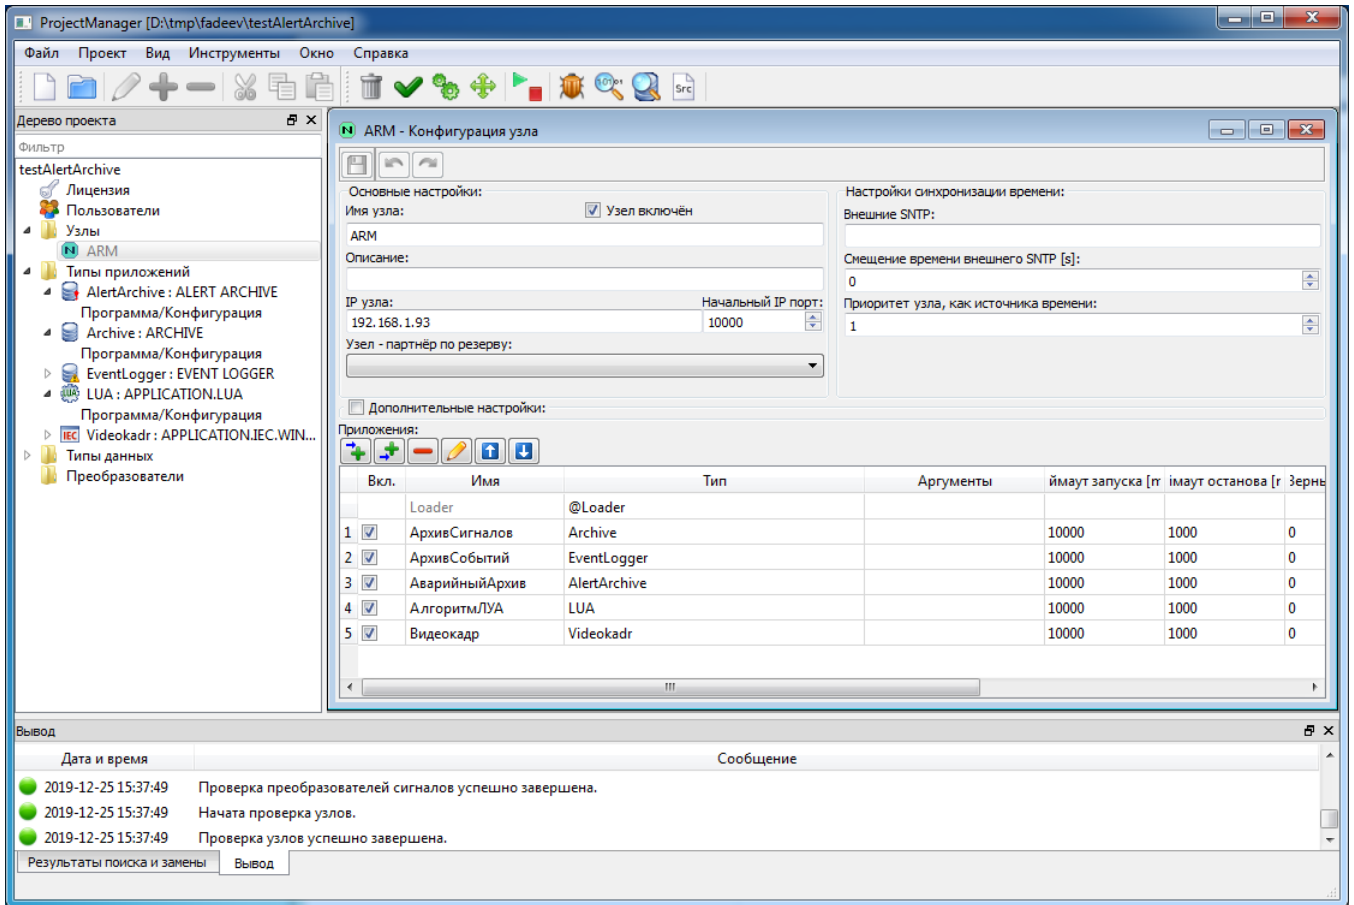 ProjectManager [D:\tmp\fadeev\testAlertArchive]
Файл Проект Вид Инструменты Окно Справка
Src
Дерево проекта
Фильтр
testAlertArchive
Лицензия
Пользователи
Узлы
ARM
Типы приложений
AlertArchive : ALERT ARCHIVE
Программа/Конфигурация
Archive : ARCHIVE
Программа/Конфигурация
EventLogger : EVENT LOGGER
LUA : APPLICATION.LUA
Программа/Конфигурация
IEC Videokadr : APPLICATION.IEC.WIN...
Типы данных
Преобразователи
N ARM - Конфигурация узла
Основные настройки:
Имя узла: Узел включён
ARM
Описание:
IP узла: Начальный IP порт:
192.168.1.93 10000
Узел - партнёр по резерву:
Настройки синхронизации времени:
Внешние SNTP:
Смещение времени внешнего SNTP [s]:
0
Приоритет узла, как источника времени:
1
Дополнительные настройки:
Приложения:
Вкл. Имя Тип Аргументы ймаут запуска [m імаут останова [г Зернь
Loader @Loader
1 АрхивСигналов Archive 10000 1000 0
2 АрхивСобытий EventLogger 10000 1000 0
3 АварийныйАрхив AlertArchive 10000 1000 0
4 АлгоритмЛУА LUA 10000 1000 0
5 Видеокадр Videokadr 10000 1000 0
Вывод
Дата и время Сообщение
2019-12-25 15:37:49 Проверка преобразователей сигналов успешно завершена.
2019-12-25 15:37:49 Начата проверка узлов.
2019-12-25 15:37:49 Проверка узлов успешно завершена.
Результаты поиска и замены Вывод